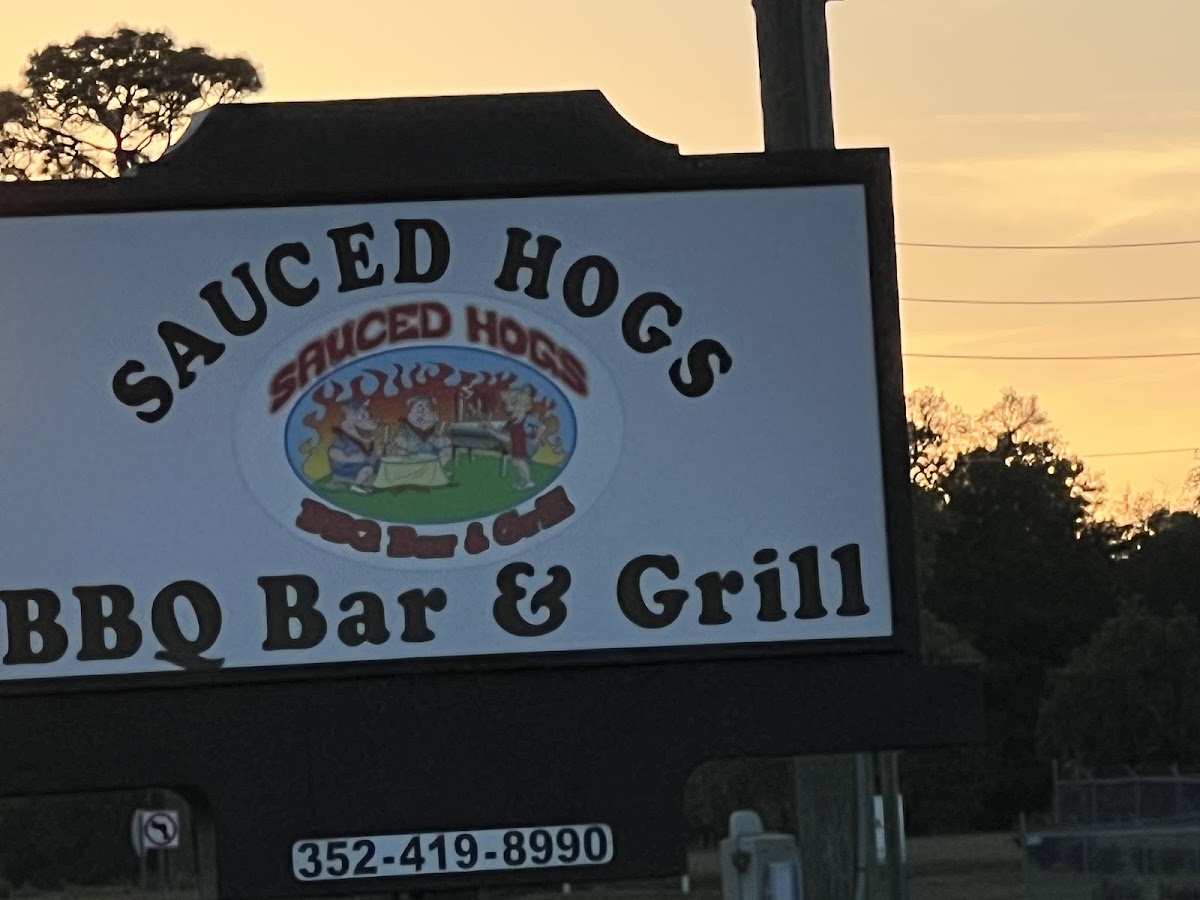 SAUCED HOGS
SAUCED HOGS
BBQ Bar & Grill
BBQ Bar & Grill
352-419-8990